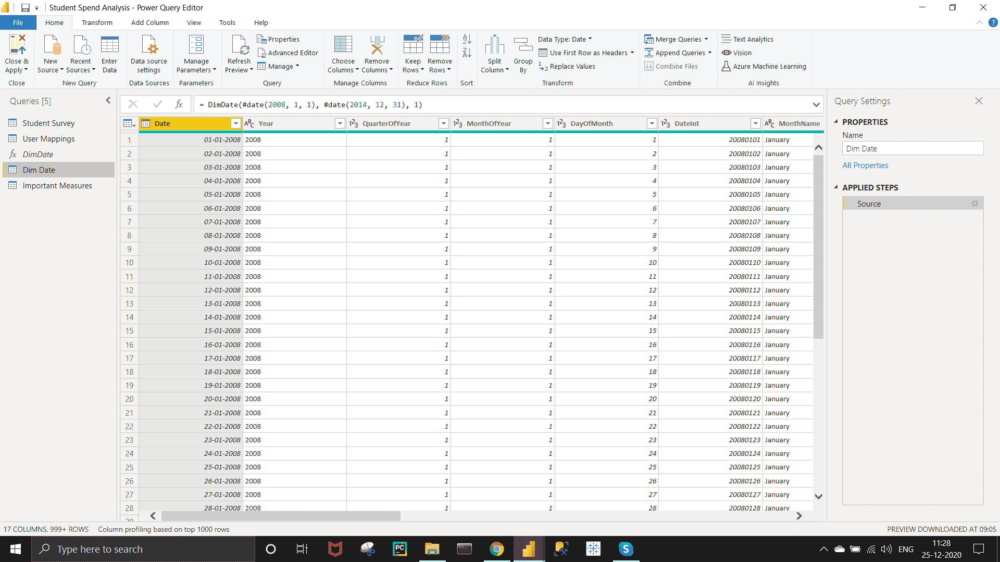 Student Spend Analysis - Power Query Editor
File Home Transform Add Column View Tools Help
Close & Apply
Close
New Source
Recent Sources
Enter Data
New Query
Data source settings
Data Sources
Manage Parameters
Parameters
Refresh Preview
Properties
Advanced Editor
Manage
Query
Choose Columns
Remove Columns
Manage Columns
Keep Rows
Remove Rows
Reduce Rows
Sort
Split Column
Group By
Data Type: Date
Use First Row as Headers
Replace Values
Transform
Merge Queries
Append Queries
Combine Files
Combine
Text Analytics
Vision
Azure Machine Learning
AI Insights
Queries [5]
Student Survey
User Mappings
DimDate
Dim Date
Important Measures
= DimDate(#date(2008, 1, 1), #date(2014, 12, 31), 1)
Date Year QuarterOfYear MonthOfYear DayOfMonth DateInt MonthName
1 01-01-2008 2008 1 1 1 20080101 January
2 02-01-2008 2008 1 1 2 20080102 January
3 03-01-2008 2008 1 1 3 20080103 January
4 04-01-2008 2008 1 1 4 20080104 January
5 05-01-2008 2008 1 1 5 20080105 January
6 06-01-2008 2008 1 1 6 20080106 January
7 07-01-2008 2008 1 1 7 20080107 January
8 08-01-2008 2008 1 1 8 20080108 January
9 09-01-2008 2008 1 1 9 20080109 January
10 10-01-2008 2008 1 1 10 20080110 January
11 11-01-2008 2008 1 1 11 20080111 January
12 12-01-2008 2008 1 1 12 20080112 January
13 13-01-2008 2008 1 1 13 20080113 January
14 14-01-2008 2008 1 1 14 20080114 January
15 15-01-2008 2008 1 1 15 20080115 January
16 16-01-2008 2008 1 1 16 20080116 January
17 17-01-2008 2008 1 1 17 20080117 January
18 18-01-2008 2008 1 1 18 20080118 January
19 19-01-2008 2008 1 1 19 20080119 January
20 20-01-2008 2008 1 1 20 20080120 January
21 21-01-2008 2008 1 1 21 20080121 January
22 22-01-2008 2008 1 1 22 20080122 January
23 23-01-2008 2008 1 1 23 20080123 January
24 24-01-2008 2008 1 1 24 20080124 January
25 25-01-2008 2008 1 1 25 20080125 January
26 26-01-2008 2008 1 1 26 20080126 January
27 27-01-2008 2008 1 1 27 20080127 January
28 28-01-2008 2008 1 1 28 20080128 January
Query Settings
PROPERTIES
Name
Dim Date
All Properties
APPLIED STEPS
Source
17 COLUMNS, 999+ ROWS Column profiling based on top 1000 rows
PREVIEW DOWNLOADED AT 09:05
Type here to search
PC
ENG
11:28
25-12-2020